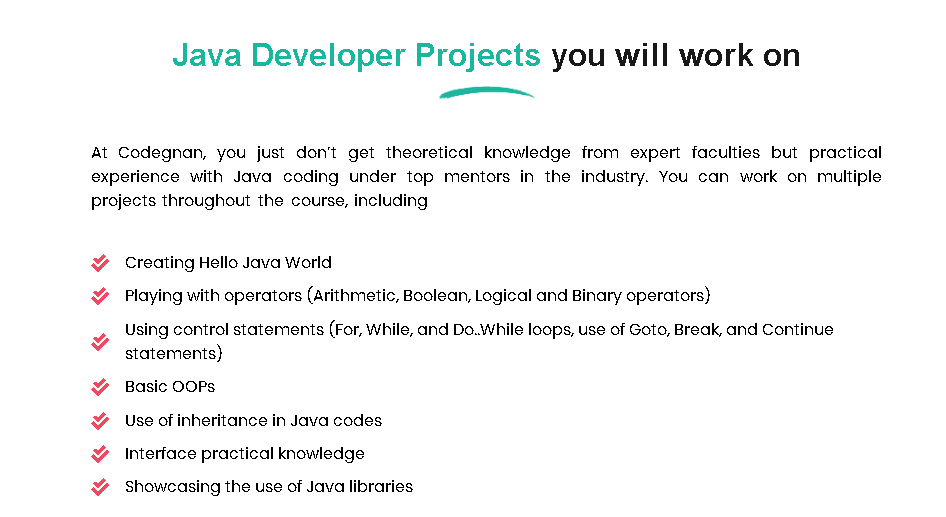 Java Developer Projects you will work on
At Codegnan, you just don't get theoretical knowledge from expert faculties but practical
experience with Java coding under top mentors in the industry. You can work on multiple
projects throughout the course, including
Creating Hello Java World
Playing with operators (Arithmetic, Boolean, Logical and Binary operators)
Using control statements (For, While, and Do..While loops, use of Goto, Break, and Continue
statements)
Basic OOPs
Use of inheritance in Java codes
Interface practical knowledge
Showcasing the use of Java libraries